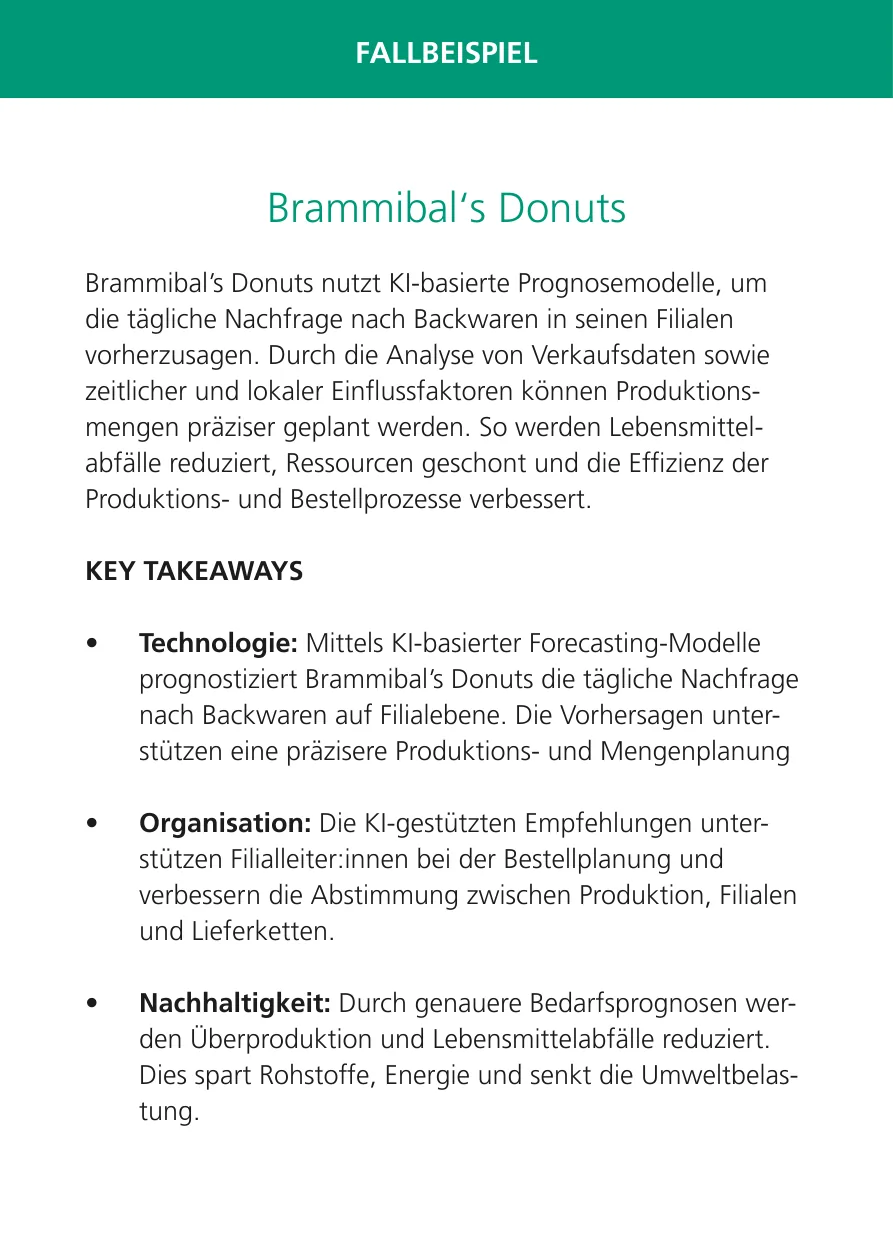 FALLBEISPIEL
Brammibal‘s Donuts
Brammibal’s Donuts nutzt KI-basierte Prognosemodelle, um
die tägliche Nachfrage nach Backwaren in seinen Filialen
vorherzusagen. Durch die Analyse von Verkaufsdaten sowie
zeitlicher und lokaler Einflussfaktoren können Produktions-
mengen präziser geplant werden. So werden Lebensmittel-
abfälle reduziert, Ressourcen geschont und die Effizienz der
Produktions- und Bestellprozesse verbessert.
KEY TAKEAWAYS
• Technologie: Mittels KI-basierter Forecasting-Modelle
prognostiziert Brammibal’s Donuts die tägliche Nachfrage
nach Backwaren auf Filialebene. Die Vorhersagen unter-
stützen eine präzisere Produktions- und Mengenplanung
• Organisation: Die KI-gestützten Empfehlungen unter-
stützen Filialleiter:innen bei der Bestellplanung und
verbessern die Abstimmung zwischen Produktion, Filialen
und Lieferketten.
• Nachhaltigkeit: Durch genauere Bedarfsprognosen wer-
den Überproduktion und Lebensmittelabfälle reduziert.
Dies spart Rohstoffe, Energie und senkt die Umweltbelas-
tung.